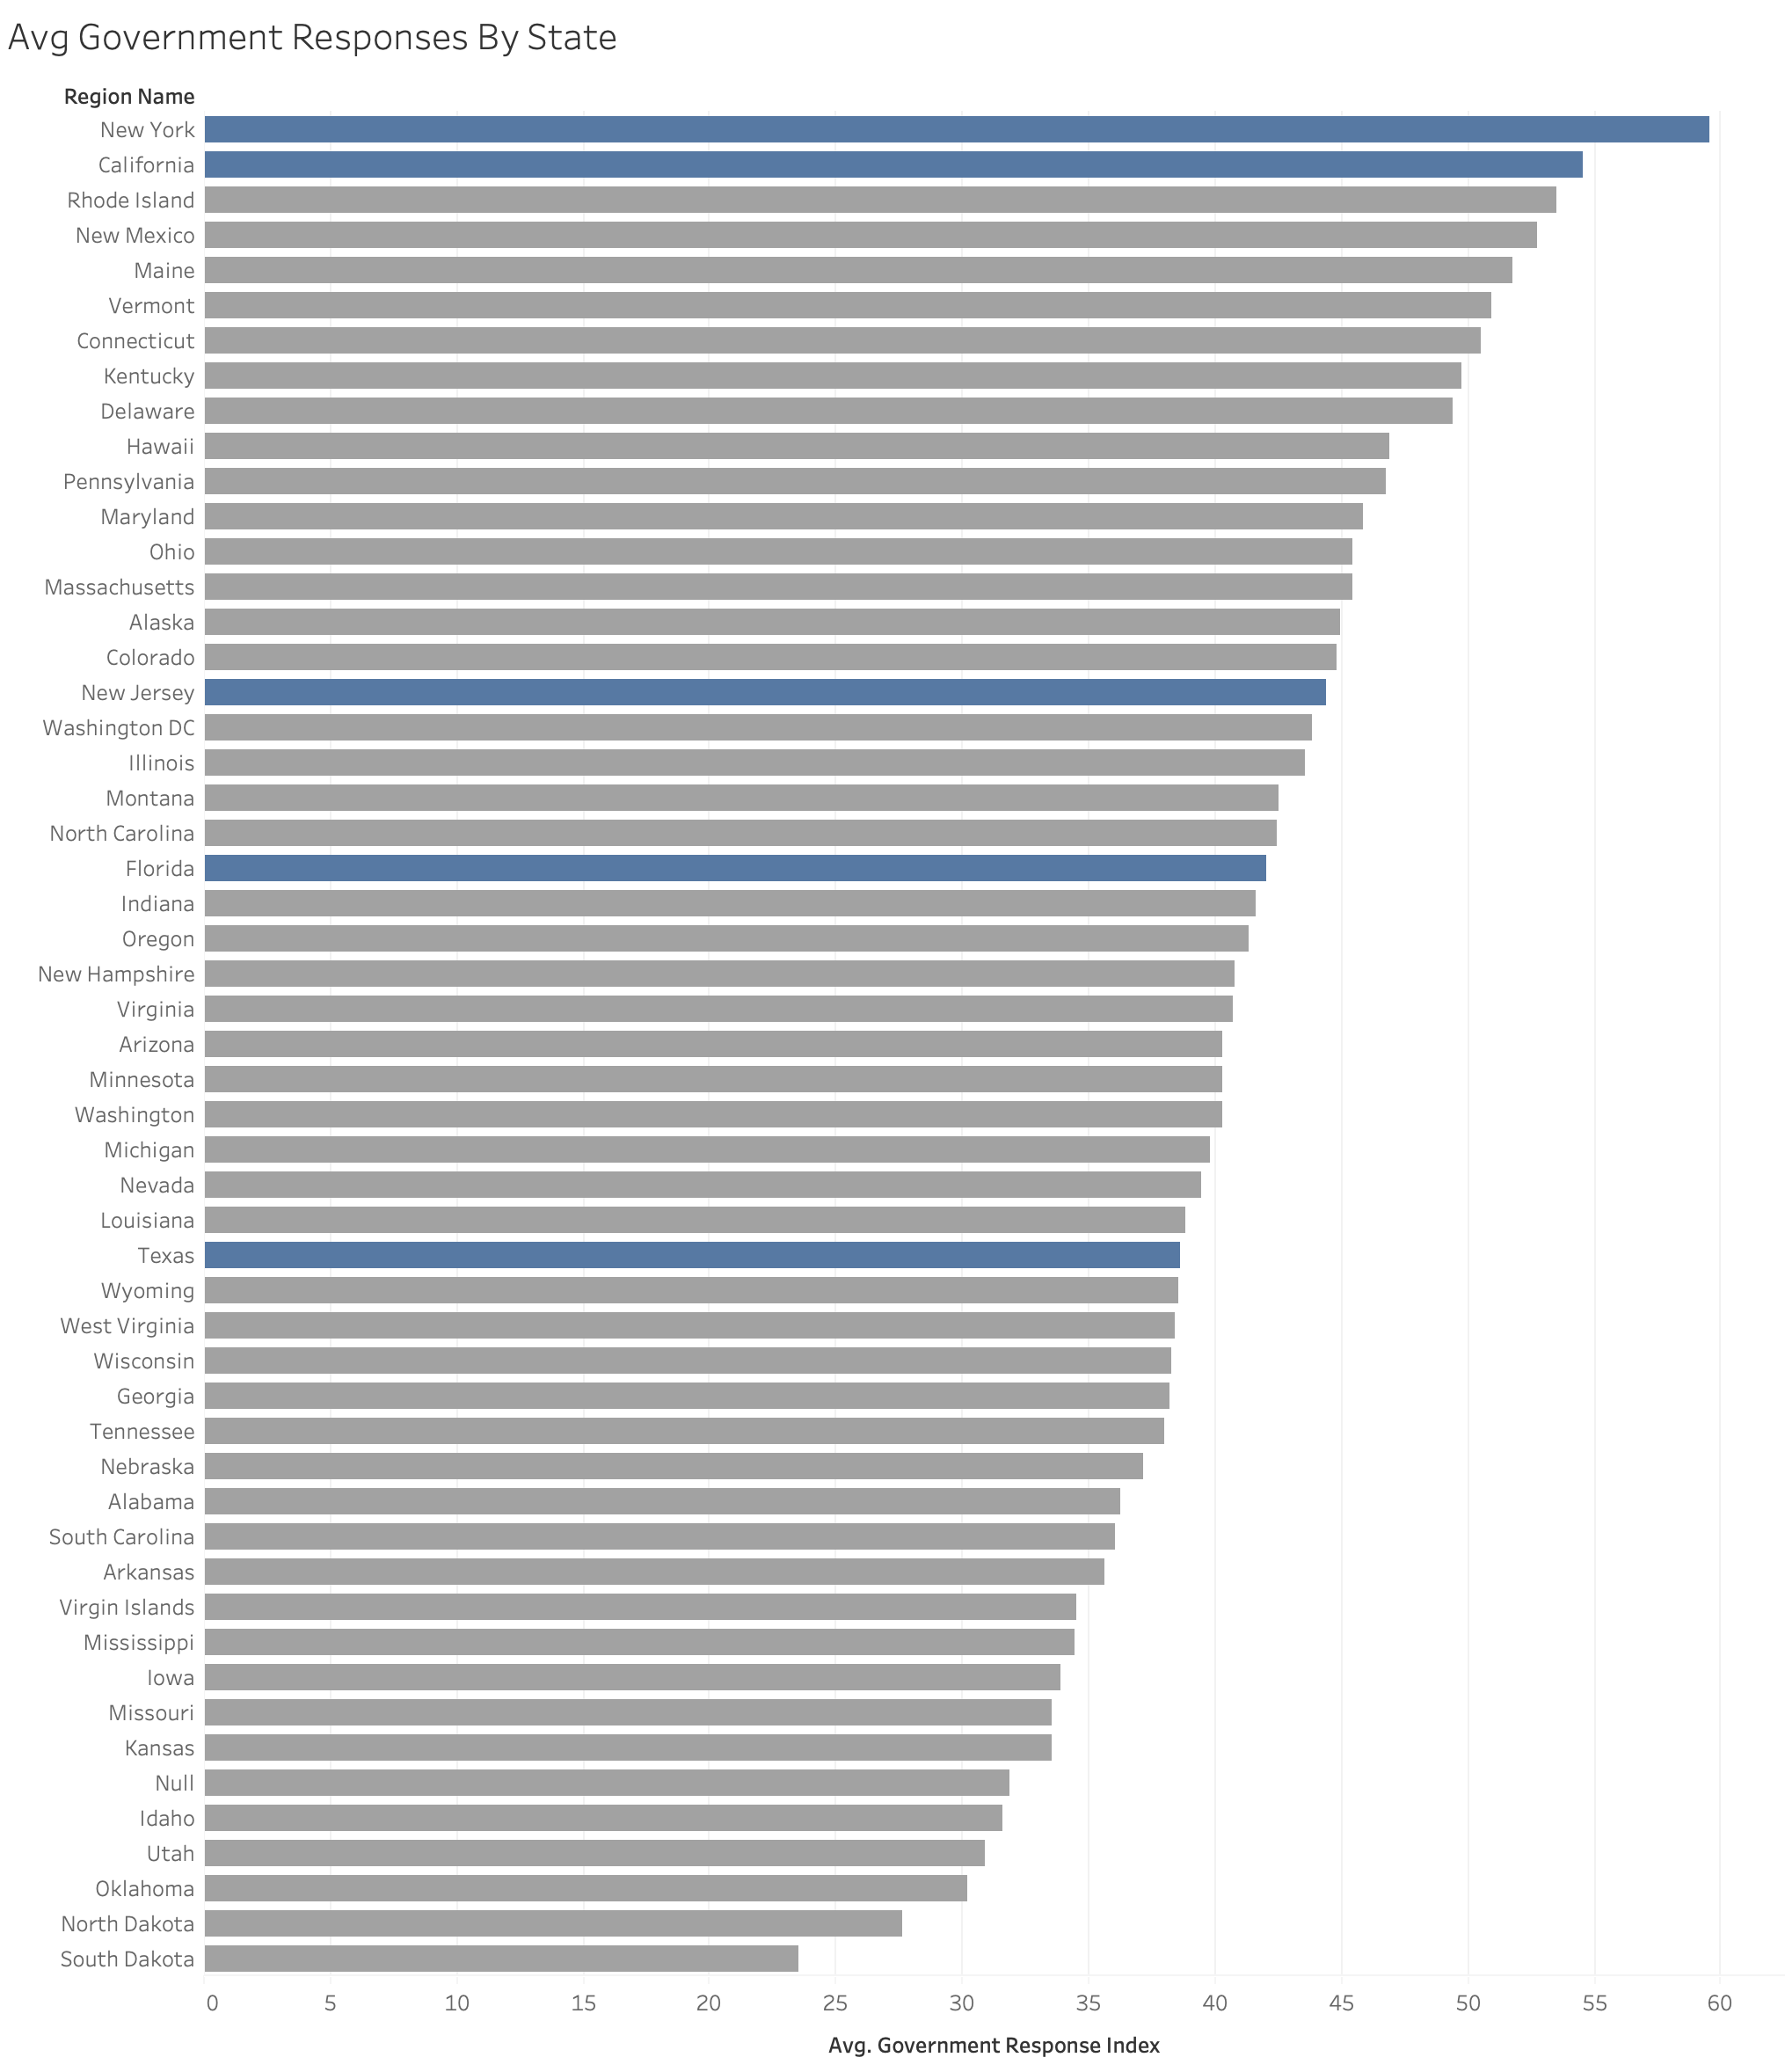 Avg Government Responses By State
Region Name
New York
California
Rhode Island
New Mexico
Maine
Vermont
Connecticut
Kentucky
Delaware
Hawaii
Pennsylvania
Maryland
Ohio
Massachusetts
Alaska
Colorado
New Jersey
Washington DC
Illinois
Montana
North Carolina
Florida
Indiana
Oregon
New Hampshire
Virginia
Arizona
Minnesota
Washington
Michigan
Nevada
Louisiana
Texas
Wyoming
West Virginia
Wisconsin
Georgia
Tennessee
Nebraska
Alabama
South Carolina
Arkansas
Virgin Islands
Mississippi
Iowa
Missouri
Kansas
Null
Idaho
Utah
Oklahoma
North Dakota
South Dakota
0 5 10 15 20 25 30 35 40 45 50 55 60
Avg. Government Response Index